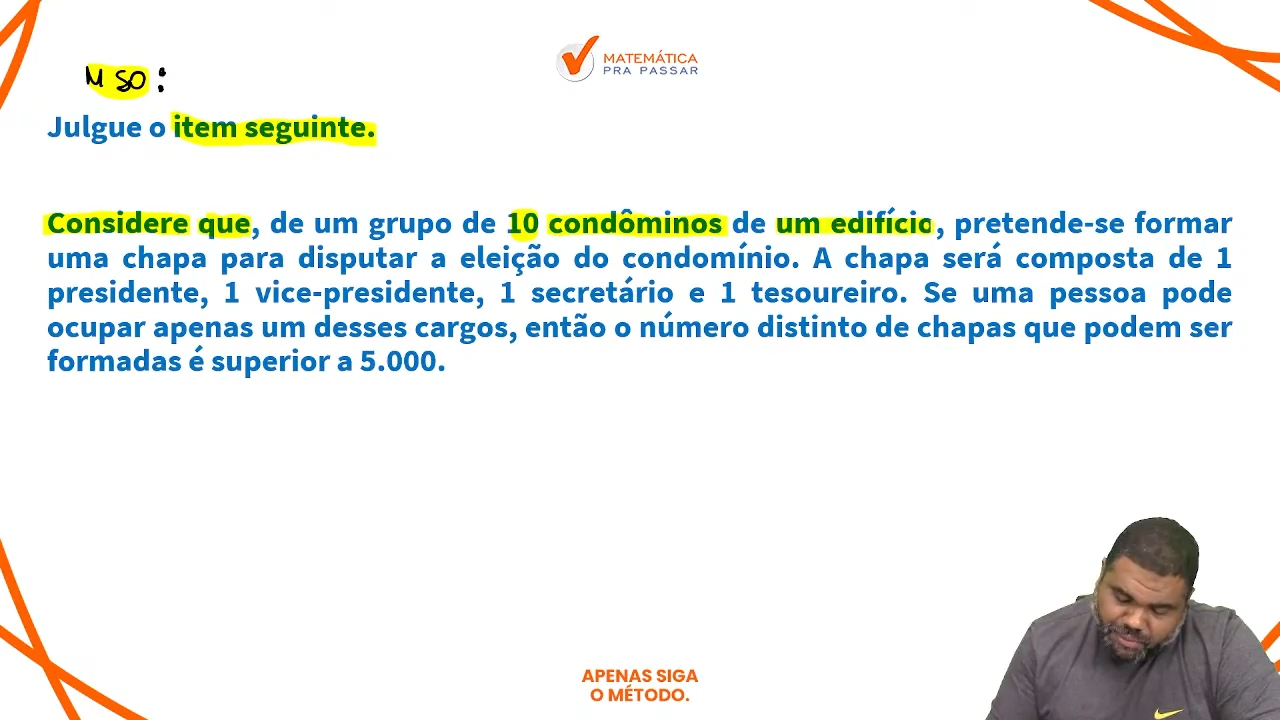 MATEMÁTICA
PRA PASSAR
M SO:
Julgue o item seguinte.
Considere que, de um grupo de 10 condôminos de um edifício, pretende-se formar
uma chapa para disputar a eleição do condomínio. A chapa será composta de 1
presidente, 1 vice-presidente, 1 secretário e 1 tesoureiro. Se uma pessoa pode
ocupar apenas um desses cargos, então o número distinto de chapas que podem ser
formadas é superior a 5.000.
APENAS SIGA
O MÉTODO.